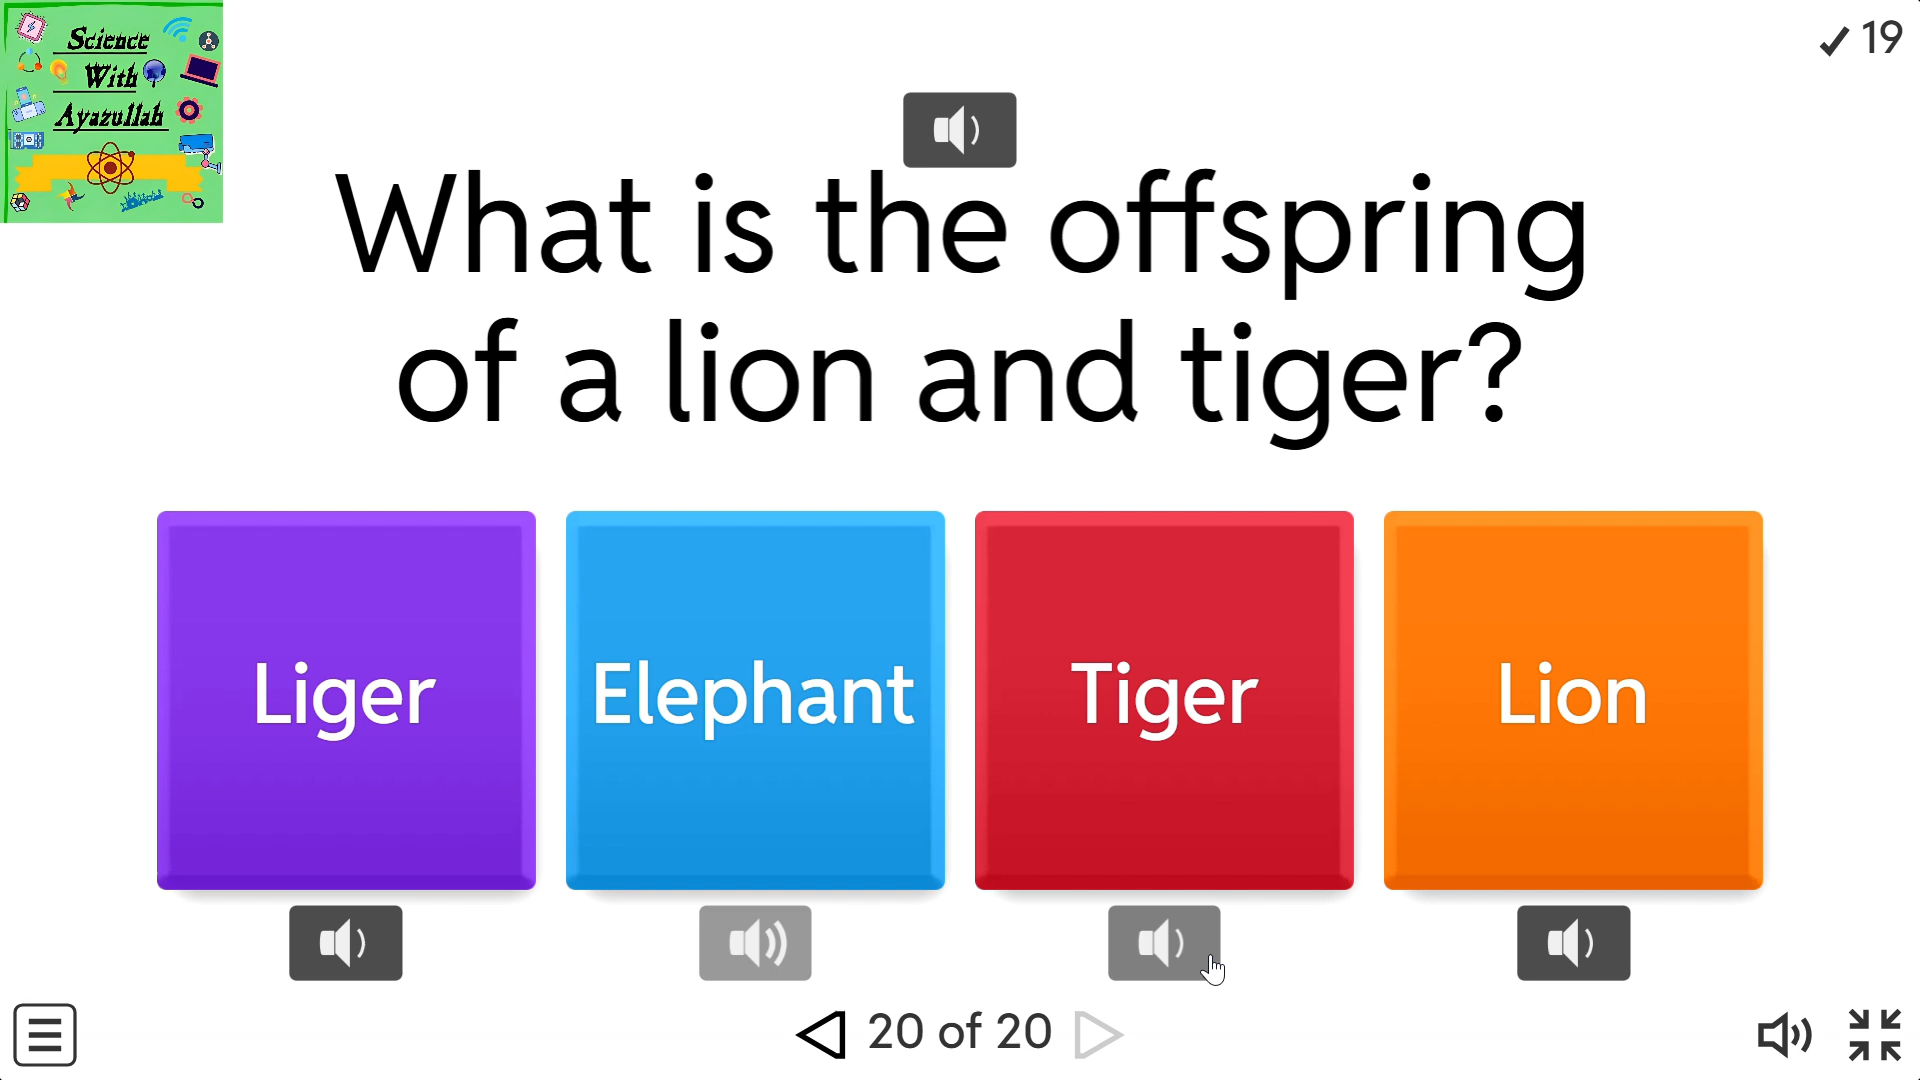 Science
With
Ayazullah
19
What is the offspring
of a lion and tiger?
Liger
Elephant
Tiger
Lion
20 of 20